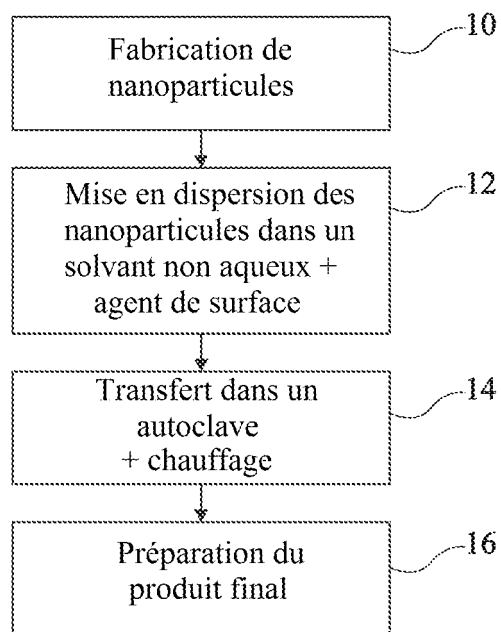 10
Fabrication de
nanoparticules
12
Mise en dispersion des
nanoparticules dans un
solvant non aqueux +
agent de surface
14
Transfert dans un
autoclave
+ chauffage
16
Préparation du
produit final